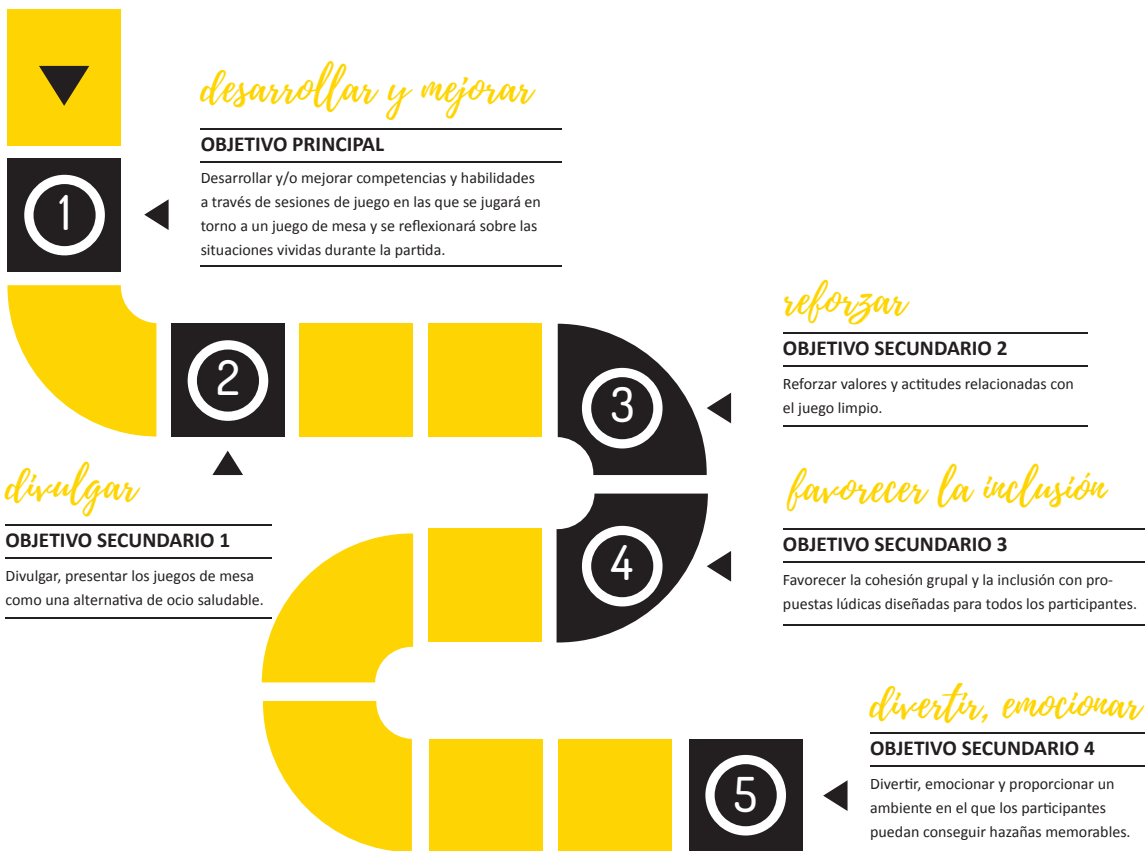 desarrollar y mejorar
OBJETIVO PRINCIPAL
Desarrollar y/o mejorar competencias y habilidades
a través de sesiones de juego en las que se jugará en
torno a un juego de mesa y se reflexionará sobre las
situaciones vividas durante la partida.
1
2
divulgar
OBJETIVO SECUNDARIO 1
Divulgar, presentar los juegos de mesa
como una alternativa de ocio saludable.
3
reforzar
OBJETIVO SECUNDARIO 2
Reforzar valores y actitudes relacionadas con
el juego limpio.
4
favorecer la inclusión
OBJETIVO SECUNDARIO 3
Favorecer la cohesión grupal y la inclusión con pro-
puestas lúdicas diseñadas para todos los participantes.
5
divertir, emocionar
OBJETIVO SECUNDARIO 4
Divertir, emocionar y proporcionar un
ambiente en el que los participantes
puedan conseguir hazañas memorables.